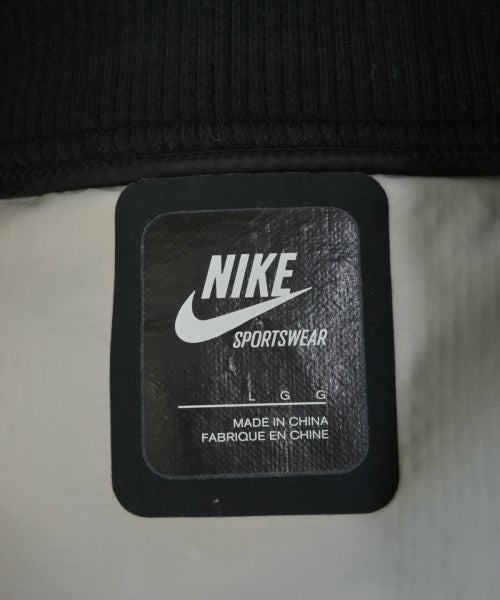 NIKE
SPORTSWEAR
L G G
MADE IN CHINA
FABRIQUE EN CHINE